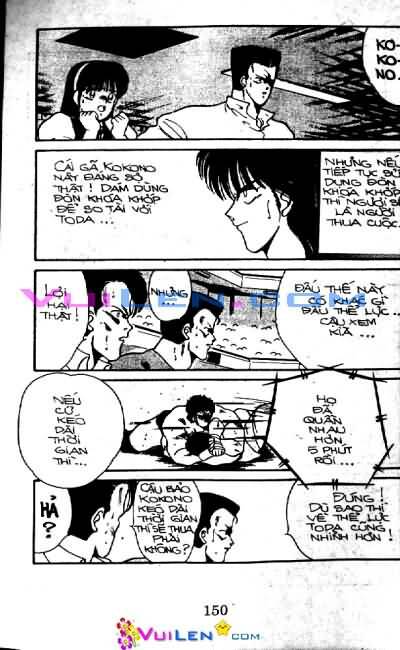 KO-
KO-
NO..
CÁI GÃ KOKONO
NÀY ĐÁNG SỢ
THẬT! DÁM DÙNG
ĐÒN KHÓA KHỚP
ĐỂ SO TÀI VỚI
TODA...
NHƯNG NẾU
TIẾP TỤC SỬ
DỤNG ĐÒN
KHÓA KHỚP
THÌ NGƯỜI S
LÀ NGƯỜI
THUA CUỘC.
LỢI
HẠI
THẬT!
NHƯNG
...
ĐẤU THẾ NÀY
CÓ KHÁC GÌ
ĐẤU THỂ LỰC..
CẬU XEM
KÌA...
VUILEN.COM
NẾU
CỨ
KÉO
DÀI
THỜI
GIAN
THÌ...
HỌ
ĐÃ
QUẦN
NHAU
HƠN
5 PHÚT
RỒI...
HẢ
?
CẬU BẢO
KOKONO
KÉO DÀI
THỜI GIAN
THÌ SẼ THUA
PHẢI
KHÔNG?
ĐÚNG!
DÙ SAO THÌ
VỀ THỂ LỰC
TODA CŨNG
NHỈNH HƠN!
150
VUILEN.COM